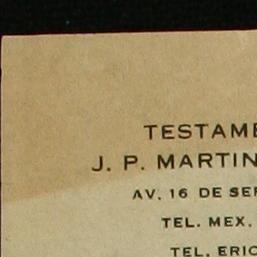 TESTAME
J. P. MARTIN
AV. 16 DE SE
TEL. MEX.
TEL. ERIC